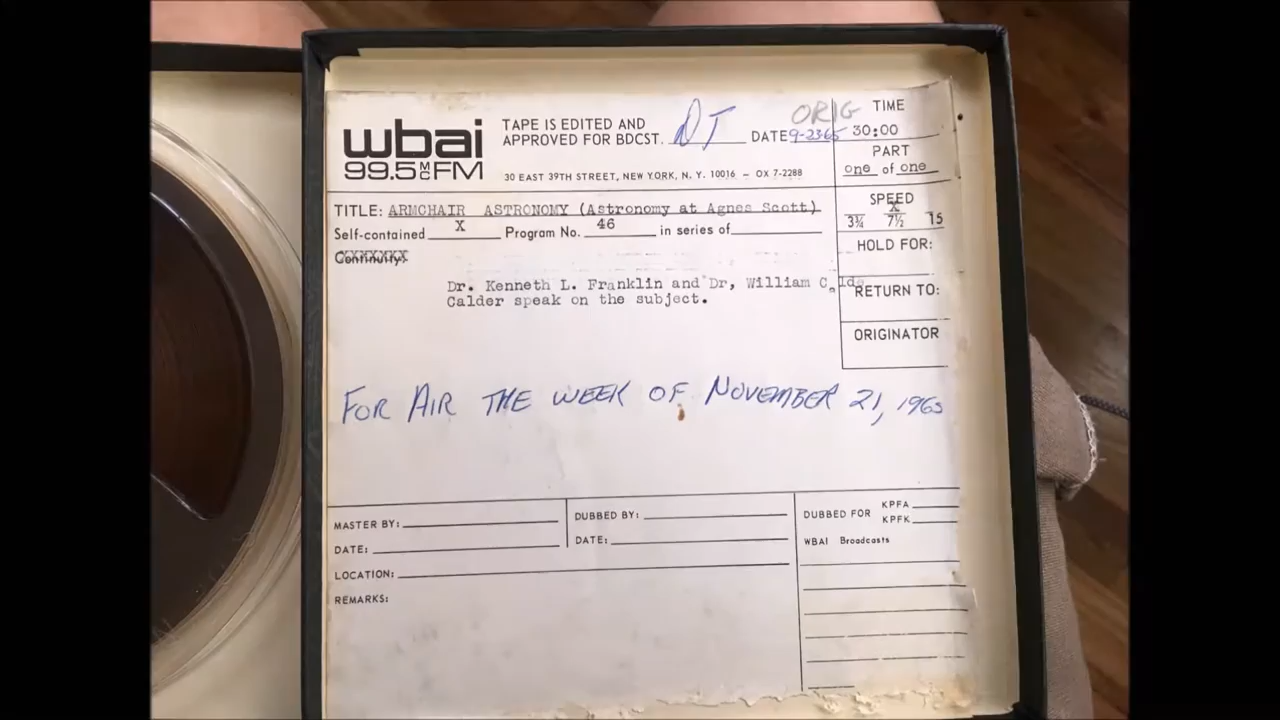 wbai
99.5 MC FM
TAPE IS EDITED AND
APPROVED FOR BDCST. DT
ORIG
DATE 9-2365
30 EAST 39TH STREET, NEW YORK, N. Y. 10016 – OX 7-2288
TIME
30:00
PART
one of one
SPEED
X
3¾ 7½ 15
HOLD FOR:
RETURN TO:
ORIGINATOR
TITLE: ARMCHAIR ASTRONOMY (Astronomy at Agnes Scott)
Self-contained X Program No. 46 in series of
Continuity:
Dr. Kenneth L. Franklin and Dr, William C. Lde
Calder speak on the subject.
FOR AIR THE WEEK OF NOVEMBER 21, 1965
MASTER BY:
DATE:
DUBBED BY:
DATE:
LOCATION:
REMARKS:
DUBBED FOR KPFA
KPFK
WBAI Broadcasts